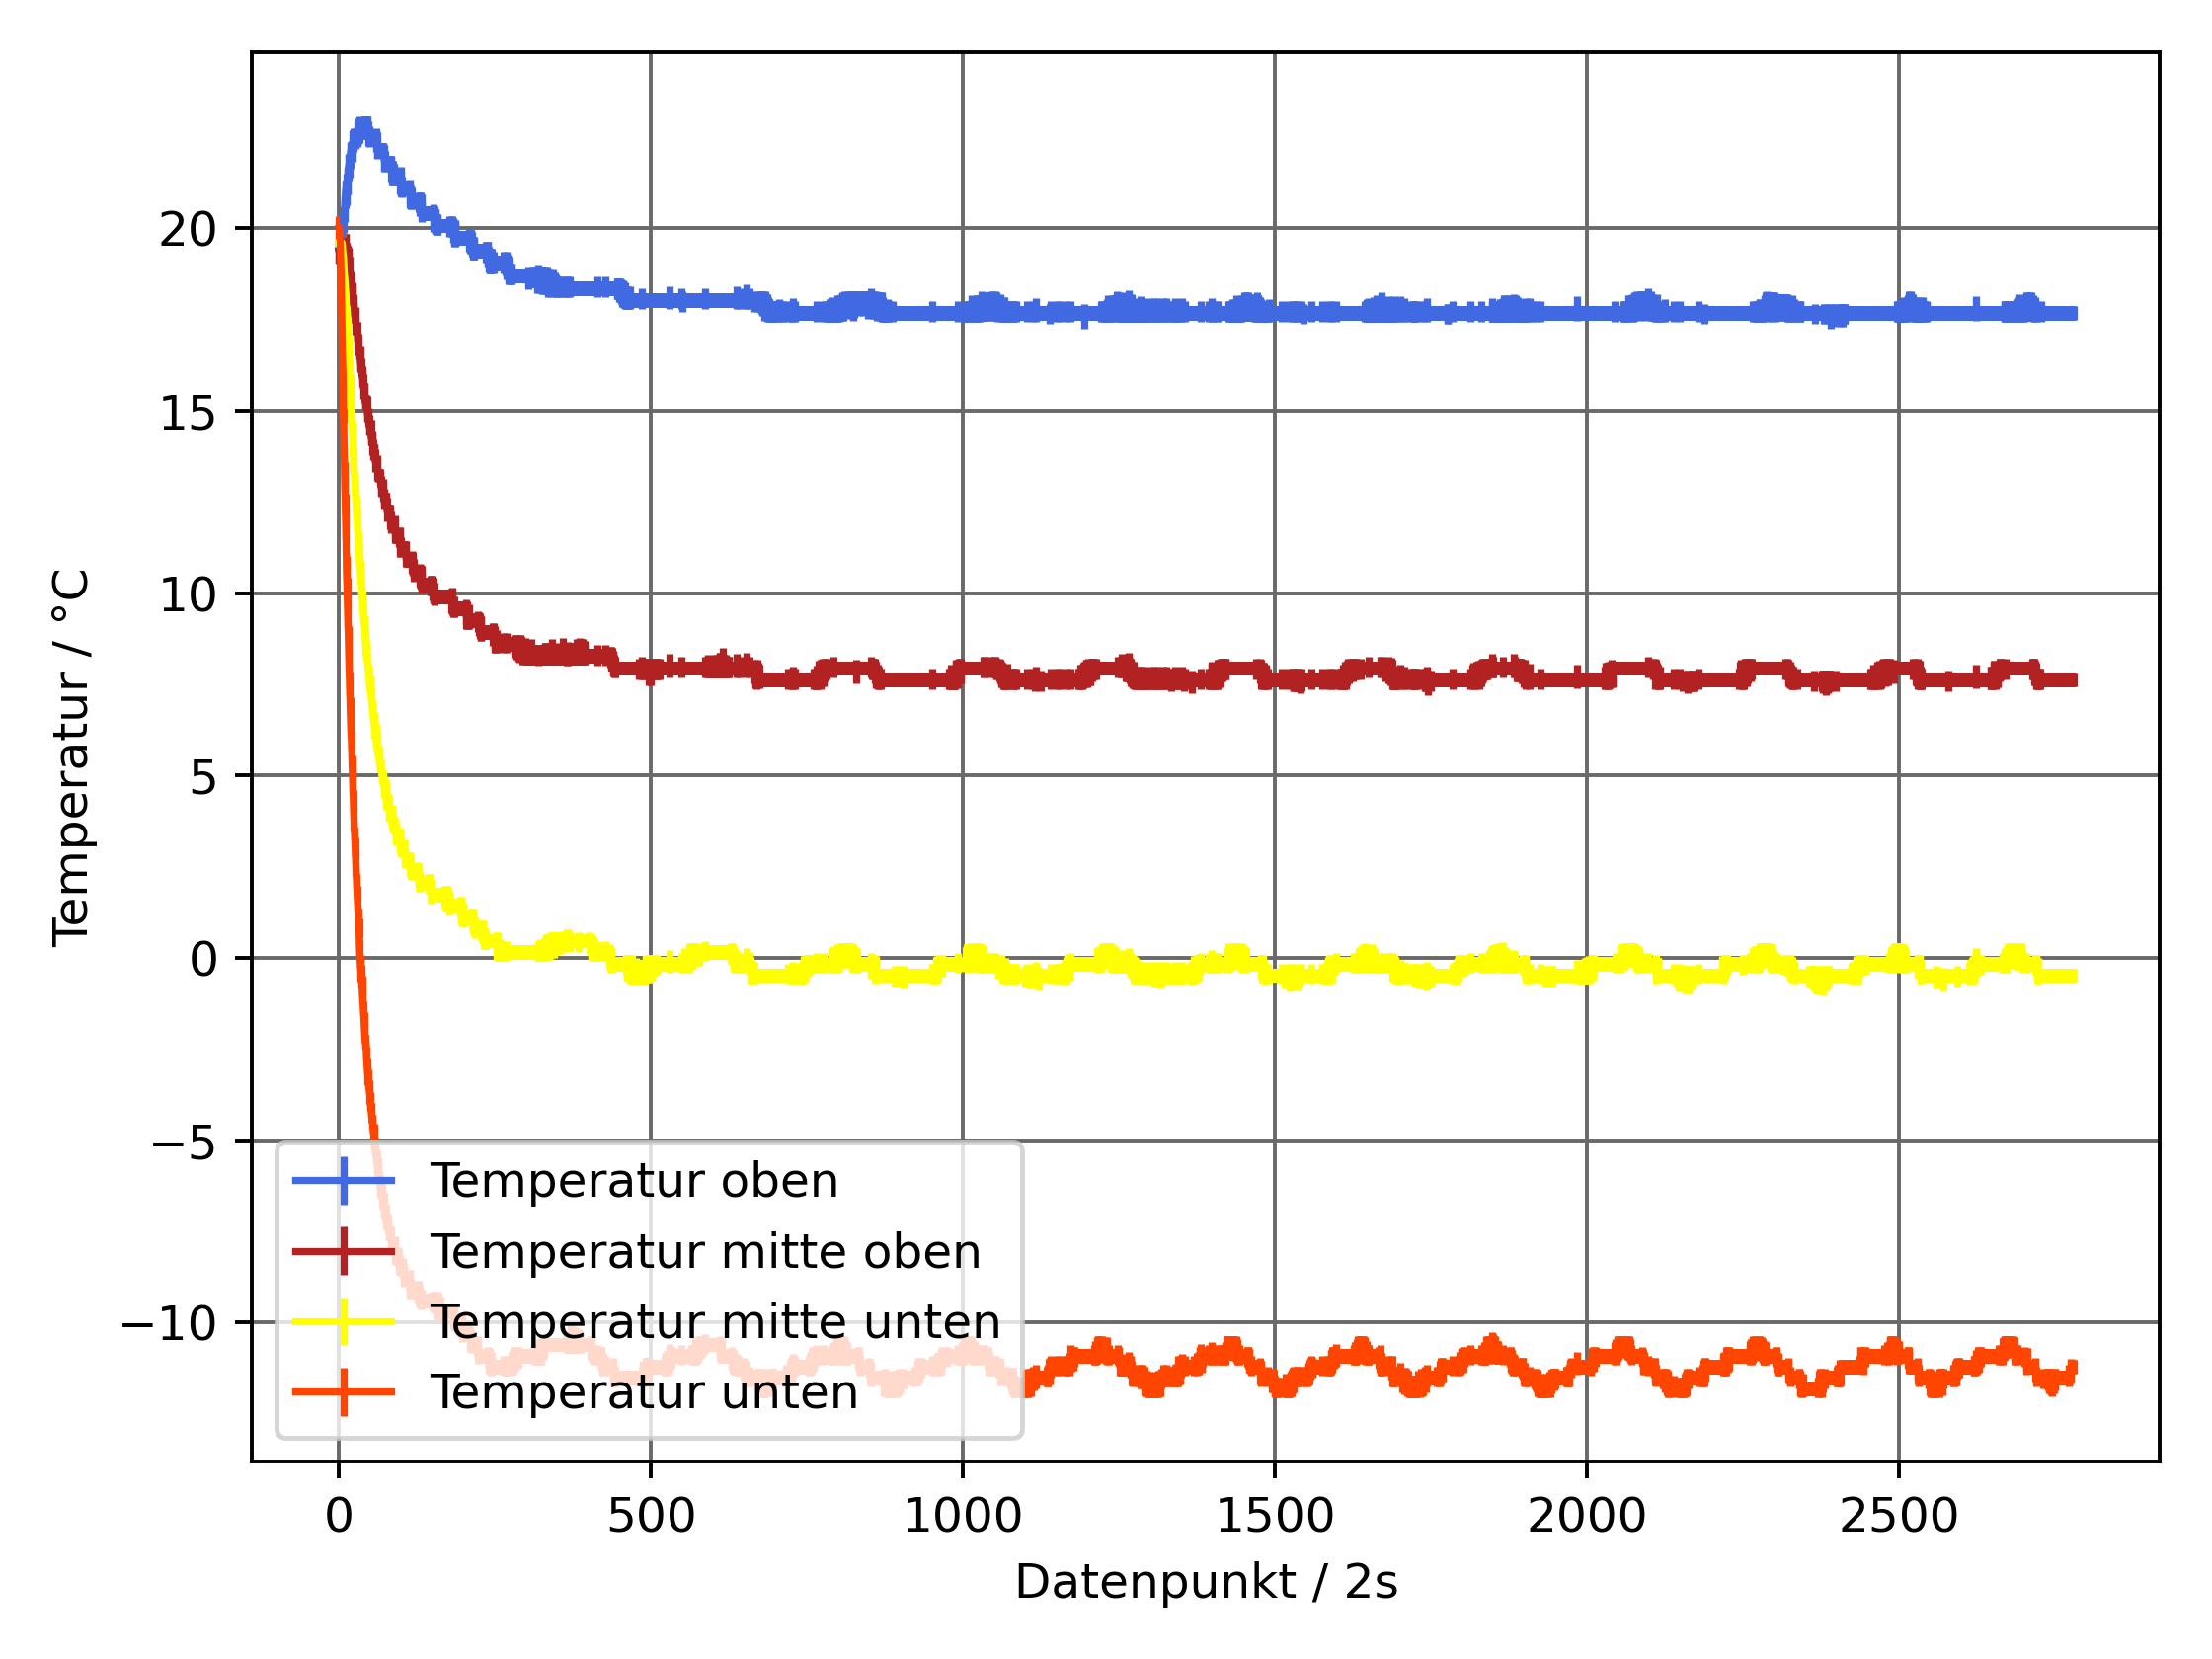 Temperatur / °C
20
15
10
5
0
−5
−10
Temperatur oben
Temperatur mitte oben
Temperatur mitte unten
Temperatur unten
0 500 1000 1500 2000 2500
Datenpunkt / 2s